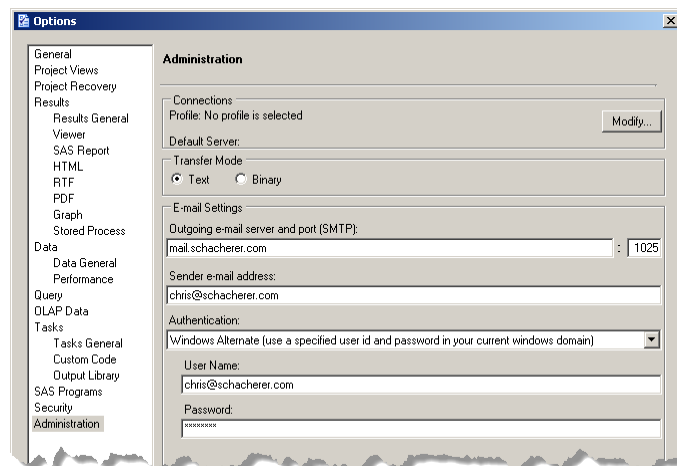 Options
General
Project Views
Project Recovery
Results
Results General
Viewer
SAS Report
HTML
RTF
PDF
Graph
Stored Process
Data
Data General
Performance
Query
OLAP Data
Tasks
Tasks General
Custom Code
Output Library
SAS Programs
Security
Administration
Administration
Connections
Profile: No profile is selected
Modify...
Default Server:
Transfer Mode
Text Binary
E-mail Settings
Outgoing e-mail server and port (SMTP):
mail.schacherer.com : 1025
Sender e-mail address:
chris@schacherer.com
Authentication:
Windows Alternate (use a specified user id and password in your current windows domain)
User Name:
chris@schacherer.com
Password:
××××××××